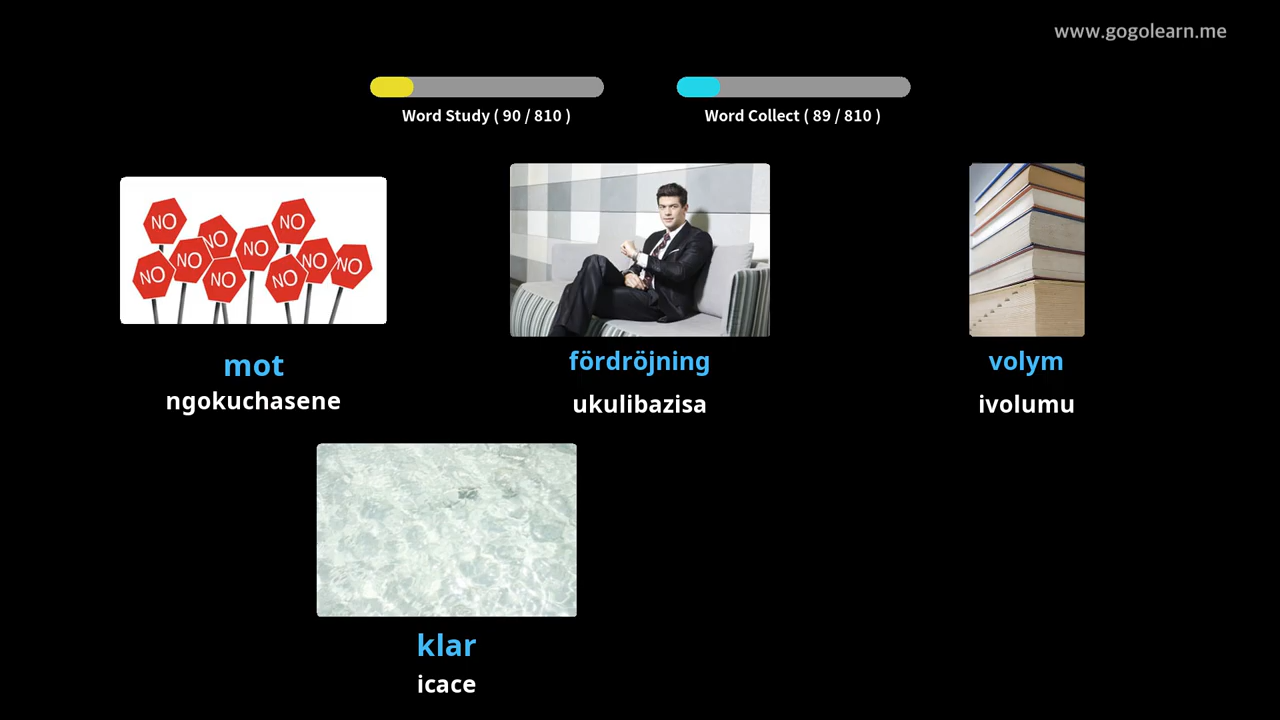 www.gogolearn.me
Word Study ( 90 / 810 )
Word Collect ( 89 / 810 )
NO
NO
NO
NO
NO
NO
NO
NO
NO
NO
mot
ngokuchasene
fördröjning
ukulibazisa
volym
ivolumu
klar
icace